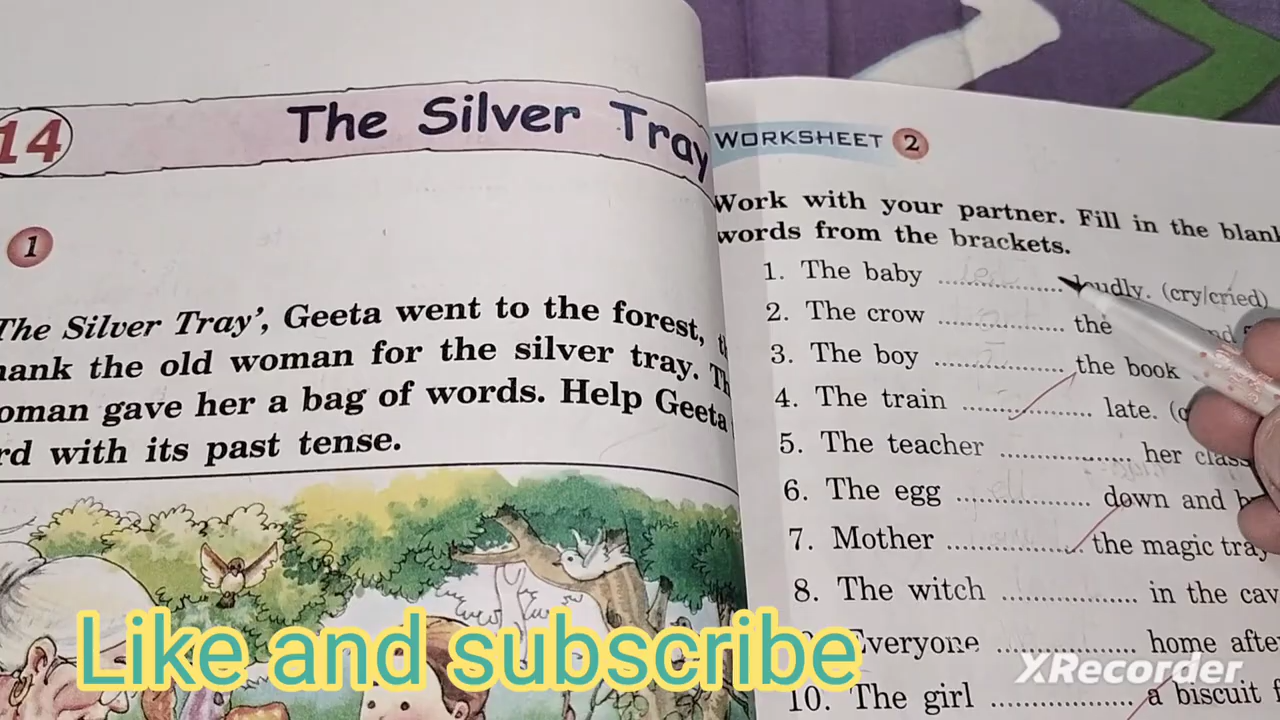 14
The Silver Tray
1
The Silver Tray', Geeta went to the forest,
hank the old woman for the silver tray.
oman gave her a bag of words. Help Geeta
rd with its past tense.
WORKSHEET 2
Work with your partner. Fill in the blank
words from the brackets.
1. The baby .................... loudly. (cry/cried)
2. The crow .................... the
3. The boy .................... the book
4. The train .................... late.
5. The teacher .................... her class
6. The egg .................... down and
7. Mother .................... the magic tray
8. The witch .................... in the cav
Everyone .................... home afte
10. The girl .................... a biscuit f
Like and subscribe
XRecorder